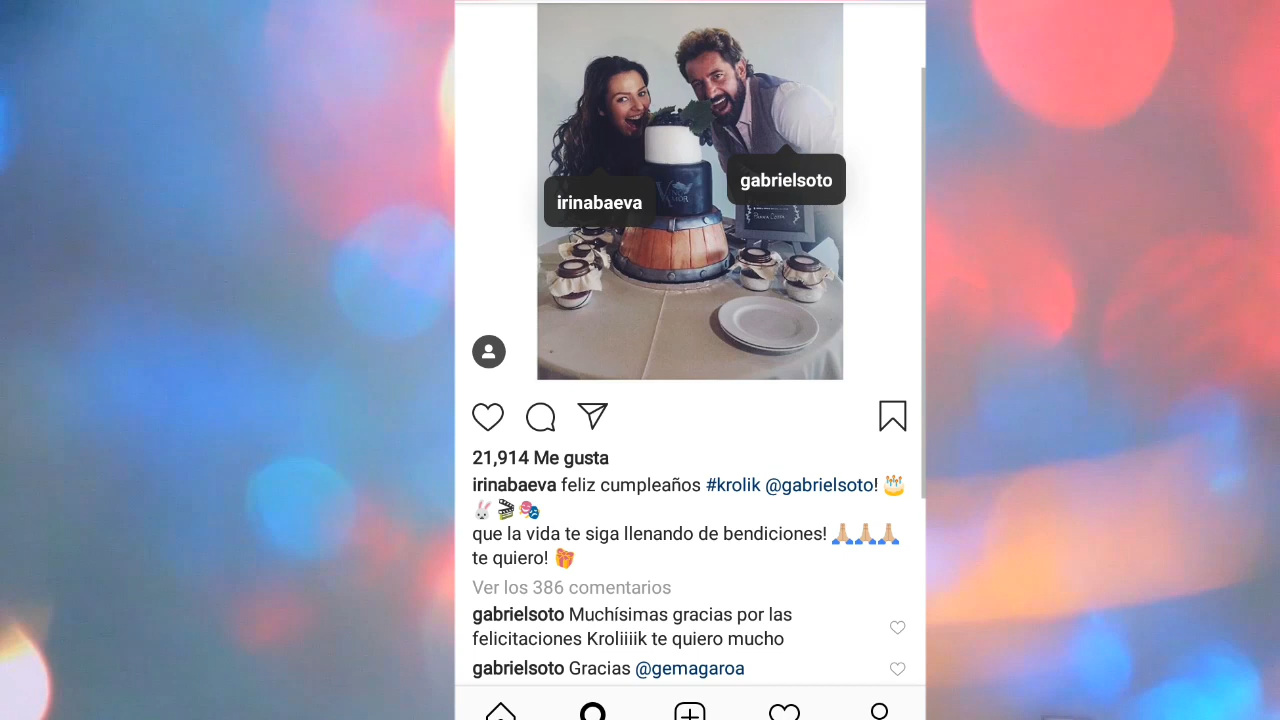 gabrielsoto
irinabaeva
21,914 Me gusta
irinabaeva feliz cumpleaños #krolik @gabrielsoto! 🎂
🐰🎬🎭
que la vida te siga llenando de bendiciones! 🙏🏼🙏🏼🙏🏼
te quiero! 🎁
Ver los 386 comentarios
gabrielsoto Muchísimas gracias por las
felicitaciones Kroliiiik te quiero mucho
gabrielsoto Gracias @gemagaroa